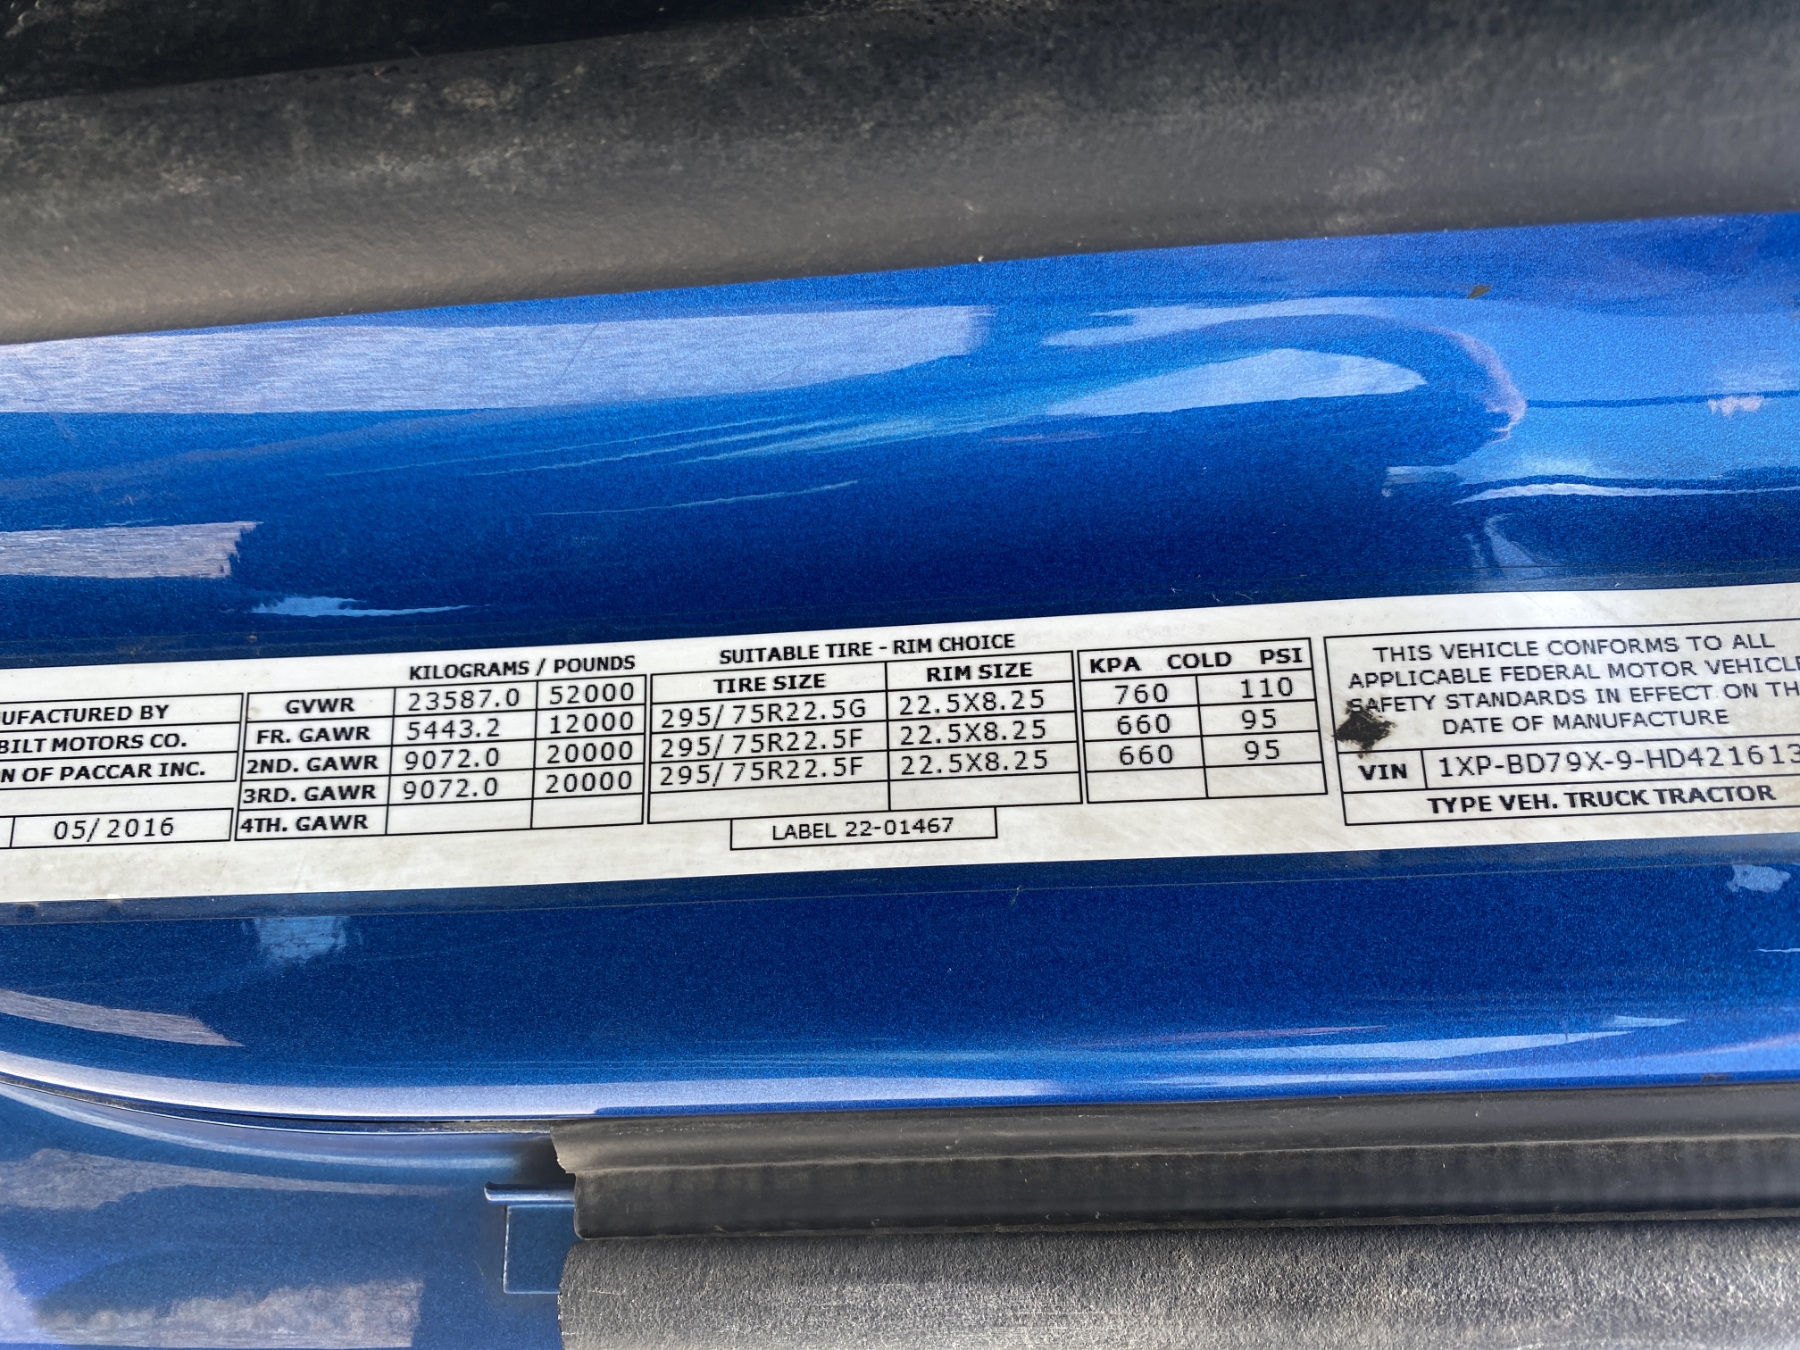 UFACTURED BY
BILT MOTORS CO.
N OF PACCAR INC.
05/2016
KILOGRAMS / POUNDS
GVWR 23587.0 52000
FR. GAWR 5443.2 12000
2ND. GAWR 9072.0 20000
3RD. GAWR 9072.0 20000
4TH. GAWR
SUITABLE TIRE - RIM CHOICE
TIRE SIZE RIM SIZE
295/75R22.5G 22.5X8.25
295/75R22.5F 22.5X8.25
295/75R22.5F 22.5X8.25
LABEL 22-01467
KPA COLD PSI
760 110
660 95
660 95
THIS VEHICLE CONFORMS TO ALL
APPLICABLE FEDERAL MOTOR VEHICLE
SAFETY STANDARDS IN EFFECT ON TH
DATE OF MANUFACTURE
VIN 1XP-BD79X-9-HD421613
TYPE VEH. TRUCK TRACTOR